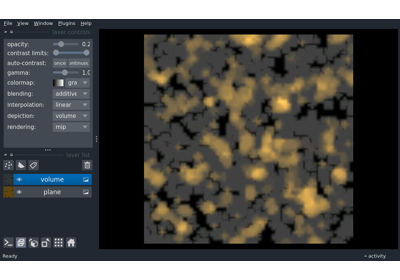 File View Window Plugins Help
layer controls
opacity: 0.2
contrast limits:
auto-contrast: once
gamma: 1.0
colormap: gra
blending: additive
interpolation: linear
depiction: volume
rendering: mip
layer list
volume
plane
Ready
activity